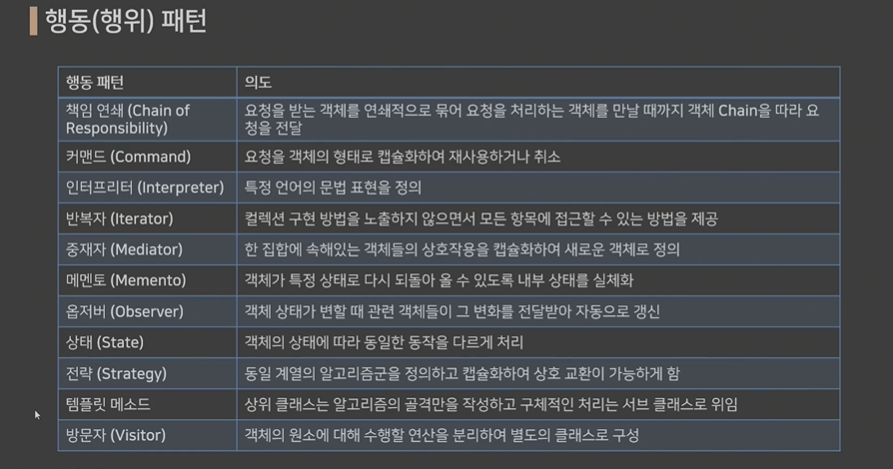 행동(행위) 패턴
행동 패턴 의도
책임 연쇄 (Chain of Responsibility) 요청을 받는 객체를 연쇄적으로 묶어 요청을 처리하는 객체를 만날 때까지 객체 Chain을 따라 요청을 전달
커맨드 (Command) 요청을 객체의 형태로 캡슐화하여 재사용하거나 취소
인터프리터 (Interpreter) 특정 언어의 문법 표현을 정의
반복자 (Iterator) 컬렉션 구현 방법을 노출하지 않으면서 모든 항목에 접근할 수 있는 방법을 제공
중재자 (Mediator) 한 집합에 속해있는 객체들의 상호작용을 캡슐화하여 새로운 객체로 정의
메멘토 (Memento) 객체가 특정 상태로 다시 되돌아 올 수 있도록 내부 상태를 실체화
옵저버 (Observer) 객체 상태가 변할 때 관련 객체들이 그 변화를 전달받아 자동으로 갱신
상태 (State) 객체의 상태에 따라 동일한 동작을 다르게 처리
전략 (Strategy) 동일 계열의 알고리즘군을 정의하고 캡슐화하여 상호 교환이 가능하게 함
템플릿 메소드 상위 클래스는 알고리즘의 골격만을 작성하고 구체적인 처리는 서브 클래스로 위임
방문자 (Visitor) 객체의 원소에 대해 수행할 연산을 분리하여 별도의 클래스로 구성